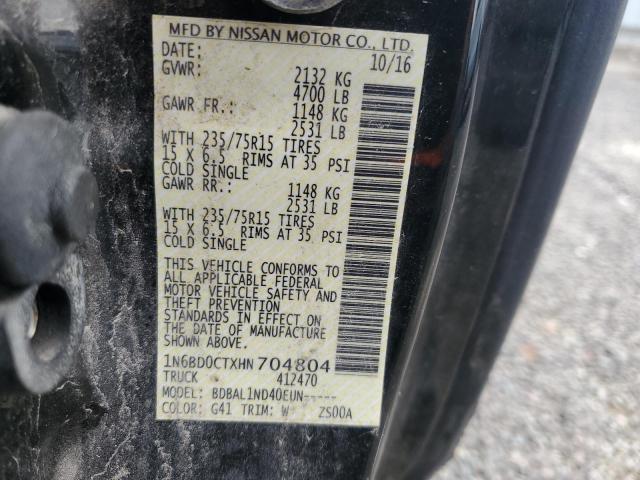 MFD BY NISSAN MOTOR CO., LTD.
DATE: 10/16
GVWR: 2132 KG
4700 LB
GAWR FR.: 1148 KG
2531 LB
WITH 235/75R15 TIRES
15 X 6.5 RIMS AT 35 PSI
COLD SINGLE
GAWR RR.: 1148 KG
2531 LB
WITH 235/75R15 TIRES
15 X 6.5 RIMS AT 35 PSI
COLD SINGLE
THIS VEHICLE CONFORMS TO
ALL APPLICABLE FEDERAL
MOTOR VEHICLE SAFETY AND
THEFT PREVENTION
STANDARDS IN EFFECT ON
THE DATE OF MANUFACTURE
SHOWN ABOVE.
1N6BD0CTXHN704804
TRUCK 412470
MODEL: BDBAL1ND40EUN-----
COLOR: G41 TRIM: W ZS00A